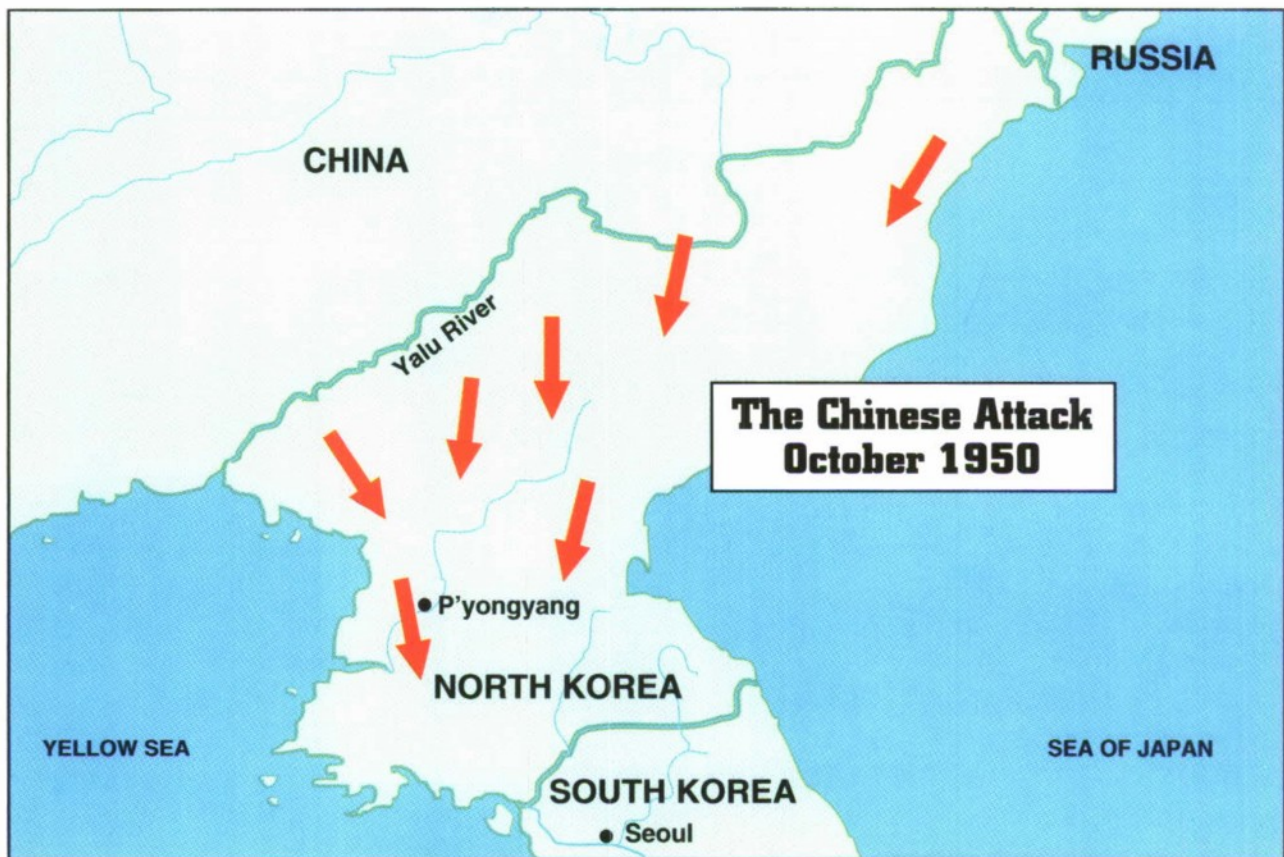 RUSSIA
CHINA
Yalu River
The Chinese Attack
October 1950
P'yongyang
NORTH KOREA
YELLOW SEA
SEA OF JAPAN
SOUTH KOREA
Seoul